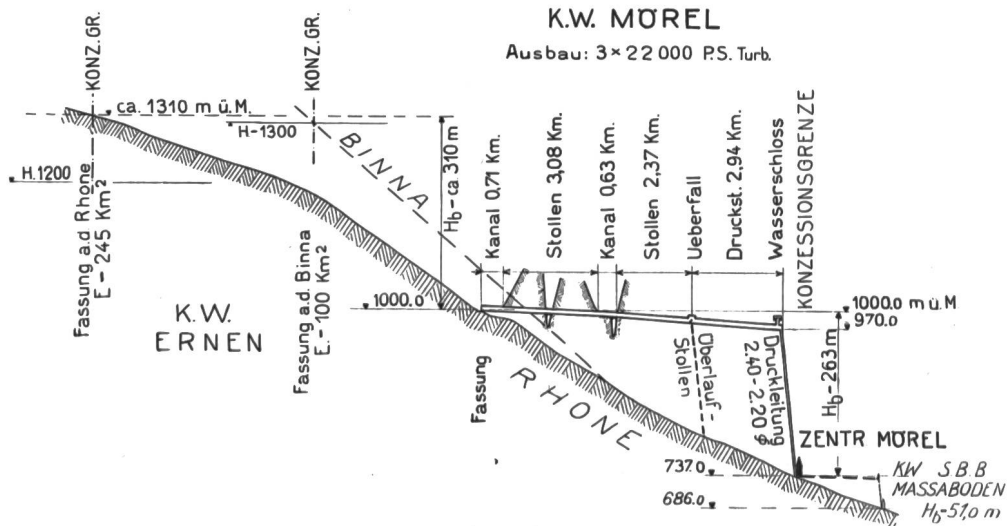 K.W. MÖREL
Ausbau: 3×22000 P.S. Turb.
KONZ.GR.
KONZ.GR.
ca. 1310 m ü.M.
H-1300
BINNA
H.1200
Hb-ca 310 m
Kanal 0,71 Km.
Stollen 3,08 Km.
Kanal 0,63 Km.
Stollen 2,37 Km.
Ueberfall
Druckst. 2,94 Km.
Wasserschloss
KONZESSIONSGRENZE
Fassung a.d Rhone
E-245 Km²
Fassung a.d. Binna
E.-100 Km²
K.W.
ERNEN
1000.0
1000.0 m ü.M
970.0
Fassung
RHONE
Überlauf-
Stollen
Druckleitung
2.40-2.20 φ
Hb-263 m
ZENTR MÖREL
737.0
KW S.B.B
MASSABODEN
686.0
Hb-51,0 m